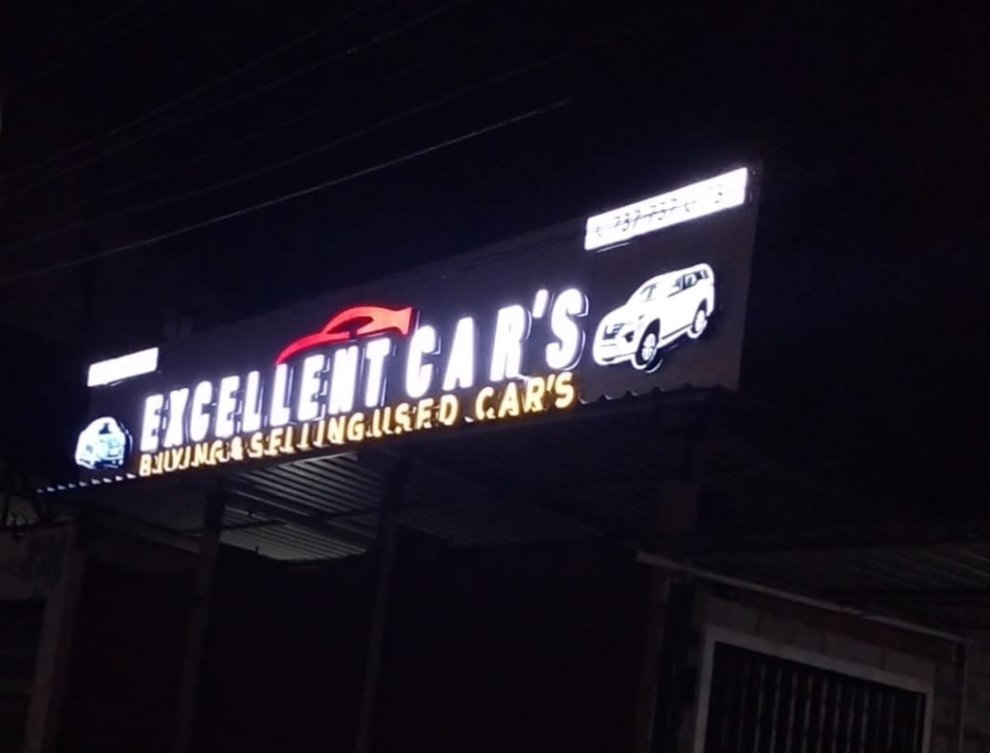 EXCELLENT CAR'S
BUYING & SELLING USED CAR'S